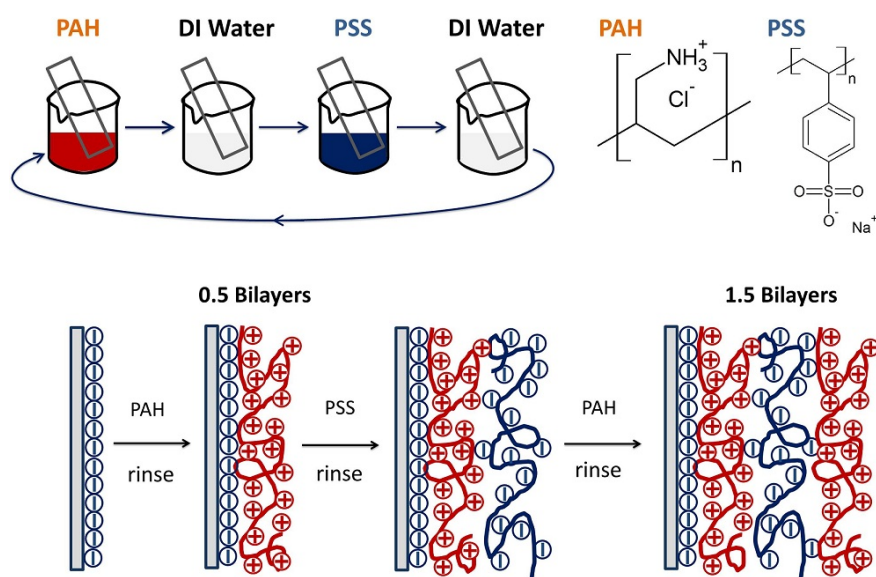 PAH DI Water PSS DI Water PAH PSS
NH3+
Cl-
n
n
O=S=O
O-
Na+
0.5 Bilayers 1.5 Bilayers
PAH
rinse
PSS
rinse
PAH
rinse